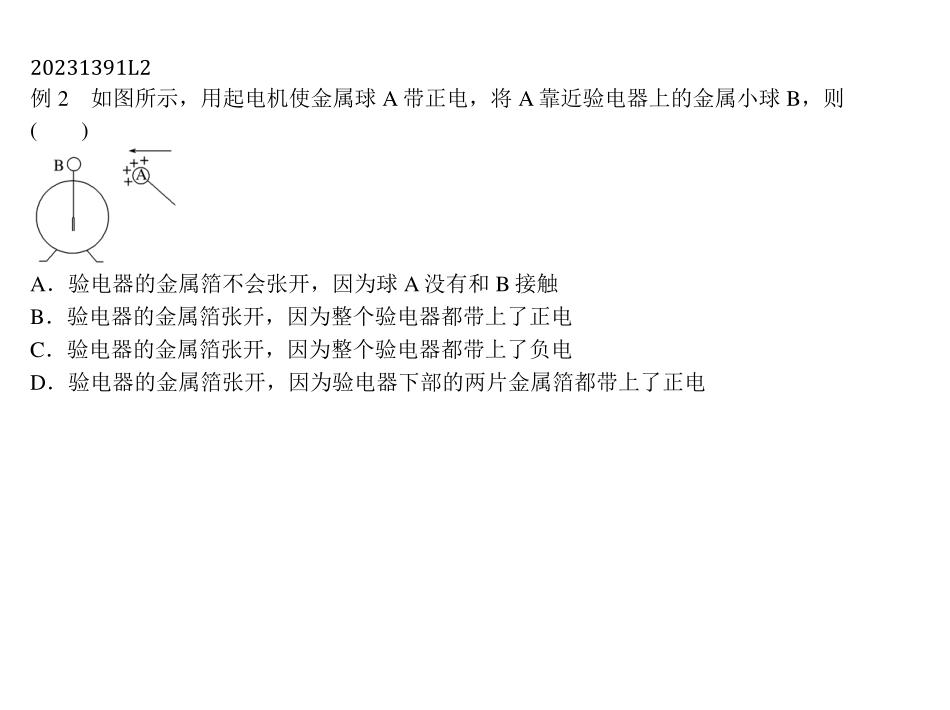 20231391L2
例 2　如图所示，用起电机使金属球 A 带正电，将 A 靠近验电器上的金属小球 B，则
(　　)
B
+ + +
+ A
A．验电器的金属箔不会张开，因为球 A 没有和 B 接触
B．验电器的金属箔张开，因为整个验电器都带上了正电
C．验电器的金属箔张开，因为整个验电器都带上了负电
D．验电器的金属箔张开，因为验电器下部的两片金属箔都带上了正电